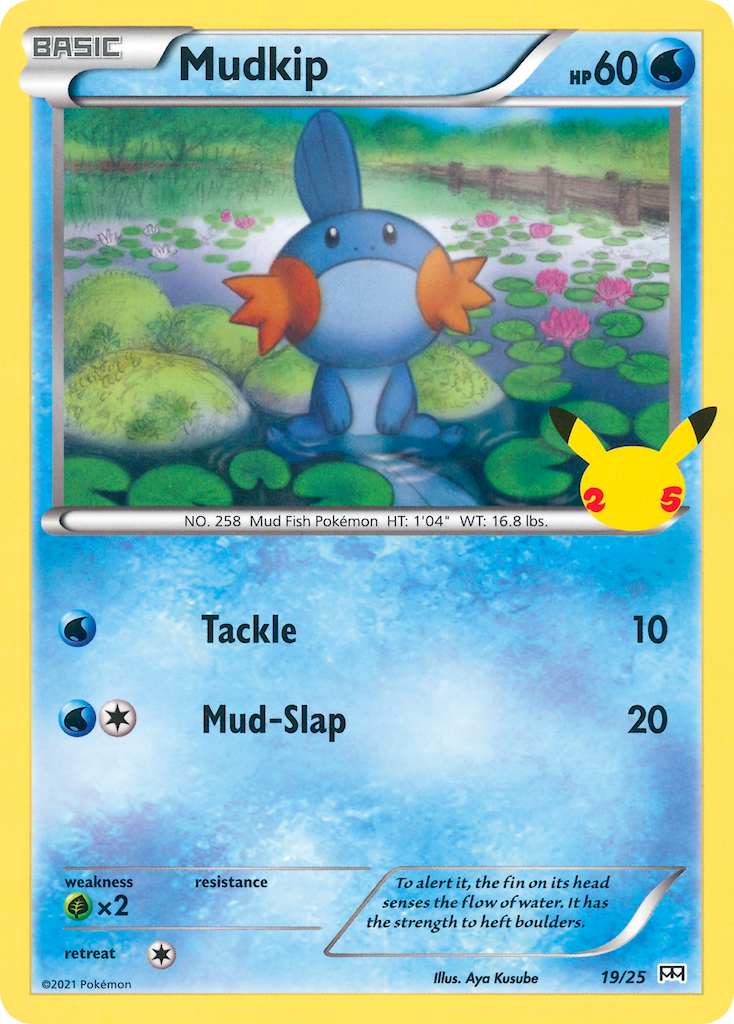 BASIC
Mudkip
HP 60
2 5
NO. 258 Mud Fish Pokémon HT: 1'04" WT: 16.8 lbs.
Tackle 10
Mud-Slap 20
weakness resistance
×2
To alert it, the fin on its head
senses the flow of water. It has
the strength to heft boulders.
retreat
©2021 Pokémon
Illus. Aya Kusube
19/25